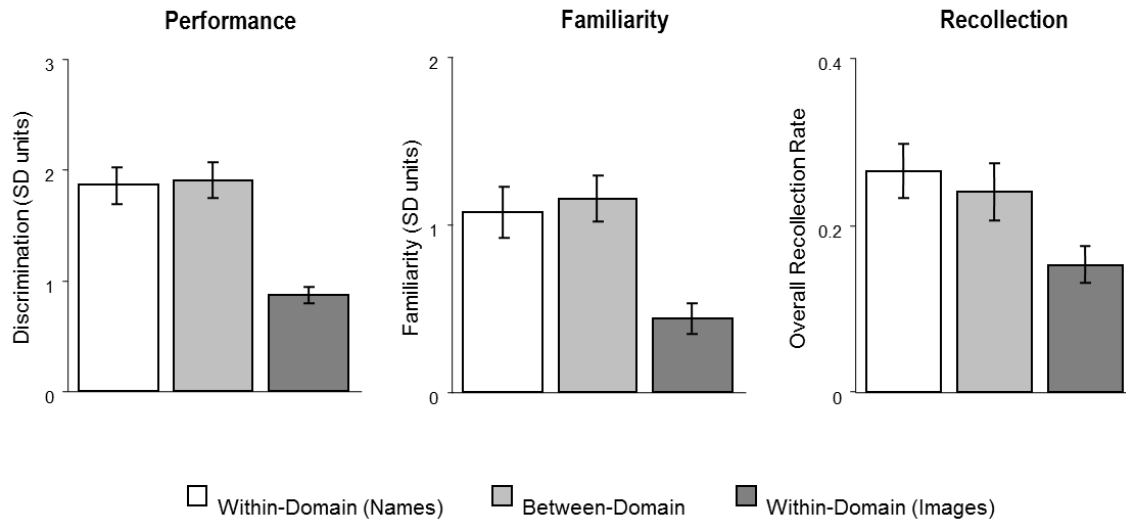 Performance
Familiarity
Recollection
Discrimination (SD units)
3
2
1
0
Familiarity (SD units)
2
1
0
Overall Recollection Rate
0.4
0.2
0
Within-Domain (Names)
Between-Domain
Within-Domain (Images)